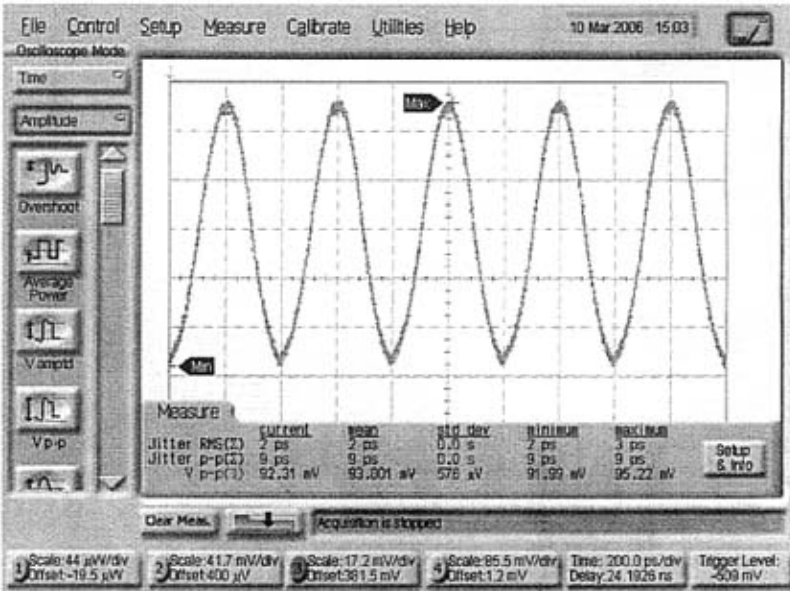 File Control Setup Measure Calibrate Utilities Help 10 Mar 2006 15:03
Oscilloscope Mode
Time
Amplitude
Max
Overshoot
Average
Power
Min
V amptd
Measure
current mean std dev minimum maximum
Jitter RMS(Σ) 2 ps 2 ps 0.0 s 2 ps 3 ps
Jitter p-p(Σ) 9 ps 9 ps 0.0 s 9 ps 9 ps
V p-p 92.31 mV 93.001 mV 576 µV 91.99 mV 95.22 mV
V p-p
Setup
& Info
Clear Meas. Acquisition is stopped
1 Scale:44 µW/div
Offset:-19.5 µW
2 Scale:41.7 mV/div
Offset:400 µV
3 Scale:17.2 mV/div
Offset:381.5 mV
4 Scale:85.5 mV/div
Offset:1.2 mV
Time: 200.0 ps/div
Delay:24.1926 ns
Trigger Level:
-509 mV